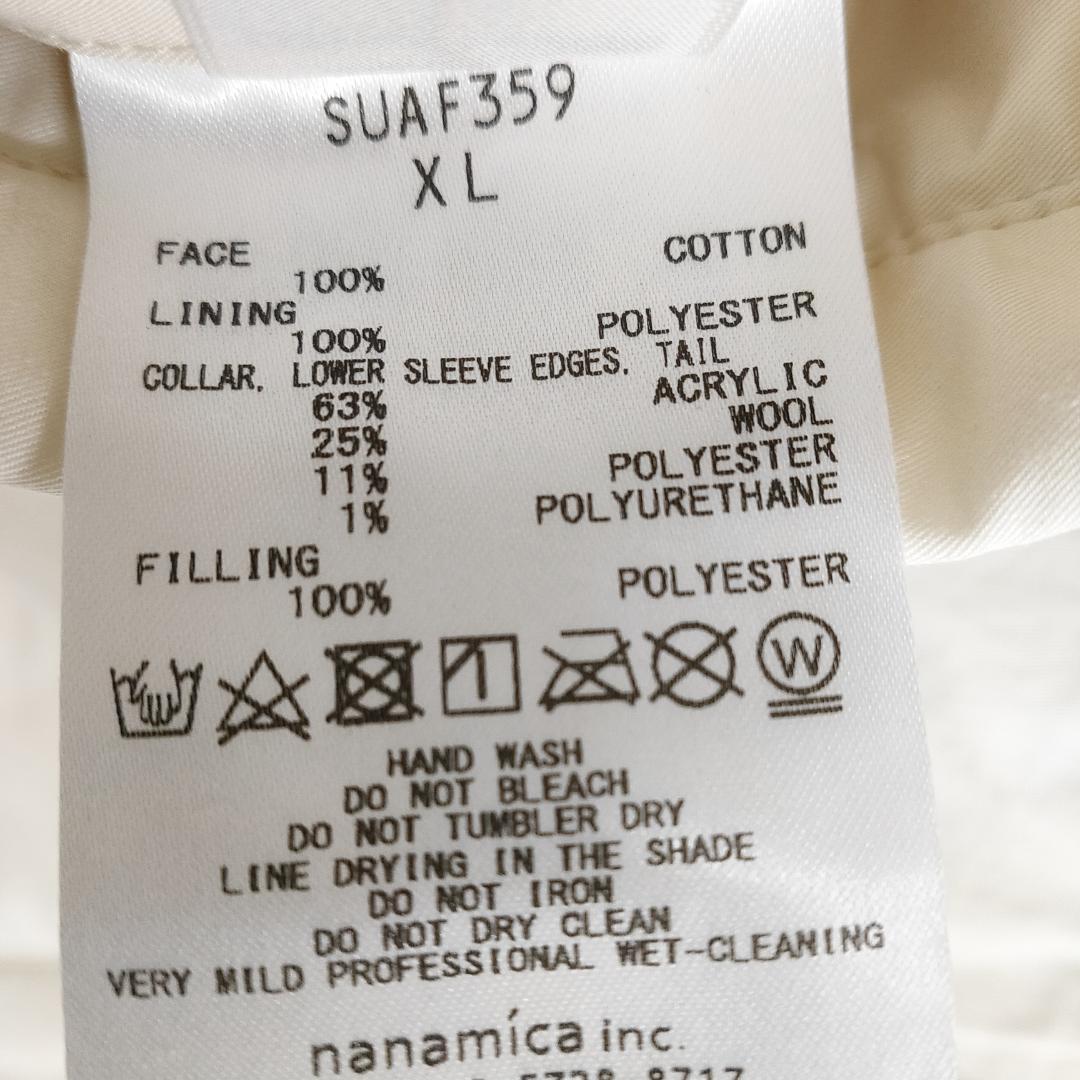 SUAF359
XL
FACE
100% COTTON
LINING
100% POLYESTER
COLLAR, LOWER SLEEVE EDGES, TAIL
63% ACRYLIC
25% WOOL
11% POLYESTER
1% POLYURETHANE
FILLING
100% POLYESTER
W
HAND WASH
DO NOT BLEACH
DO NOT TUMBLER DRY
LINE DRYING IN THE SHADE
DO NOT IRON
DO NOT DRY CLEAN
VERY MILD PROFESSIONAL WET-CLEANING
nanamíca inc.